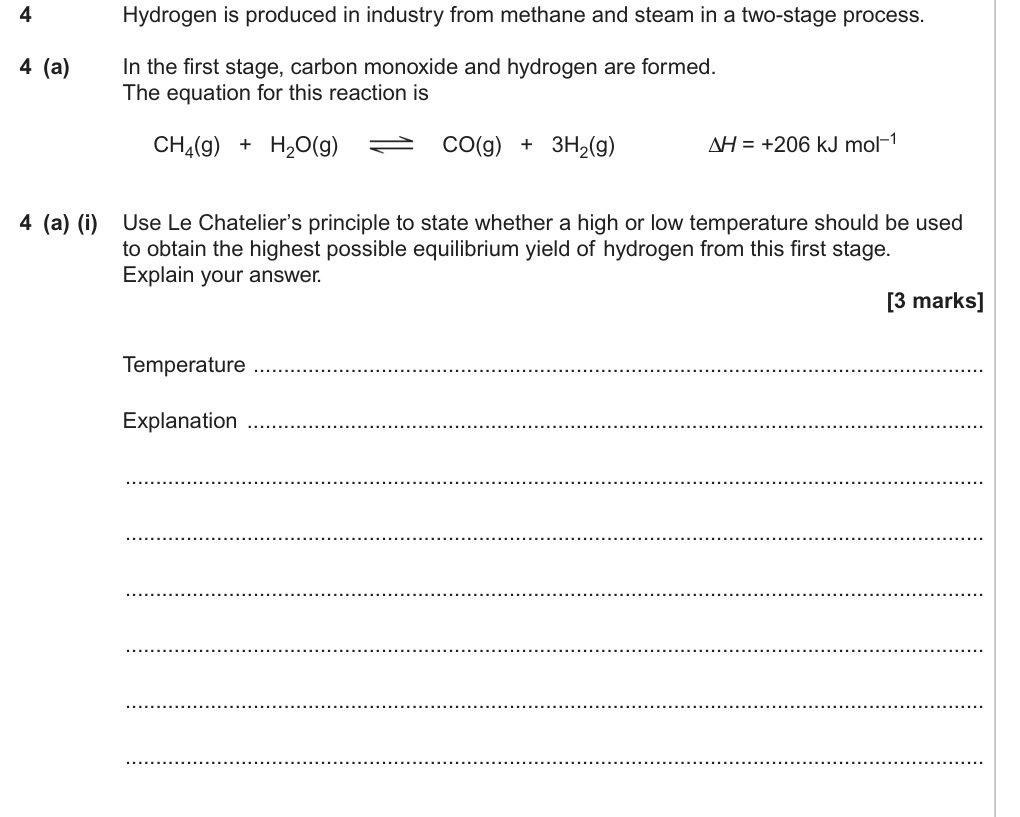 4 Hydrogen is produced in industry from methane and steam in a two-stage process.
4 (a) In the first stage, carbon monoxide and hydrogen are formed.
The equation for this reaction is
CH₄(g) + H₂O(g) ⇌ CO(g) + 3H₂(g) ΔH = +206 kJ mol⁻¹
4 (a) (i) Use Le Chatelier’s principle to state whether a high or low temperature should be used
to obtain the highest possible equilibrium yield of hydrogen from this first stage.
Explain your answer.
[3 marks]
Temperature ..........................................................................................................................
Explanation ...........................................................................................................................